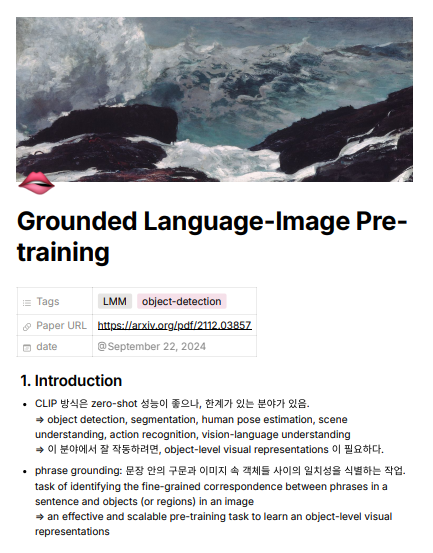 Grounded Language-Image Pre-
training
Tags LMM object-detection
Paper URL https://arxiv.org/pdf/2112.03857
date @September 22, 2024
1. Introduction
• CLIP 방식은 zero-shot 성능이 좋으나, 한계가 있는 분야가 있음.
⇒ object detection, segmentation, human pose estimation, scene
understanding, action recognition, vision-language understanding
⇒ 이 분야에서 잘 작동하려면, object-level visual representations 이 필요하다.
• phrase grounding: 문장 안의 구문과 이미지 속 객체들 사이의 일치성을 식별하는 작업.
task of identifying the fine-grained correspondence between phrases in a
sentence and objects (or regions) in an image
⇒ an effective and scalable pre-training task to learn an object-level visual
representations